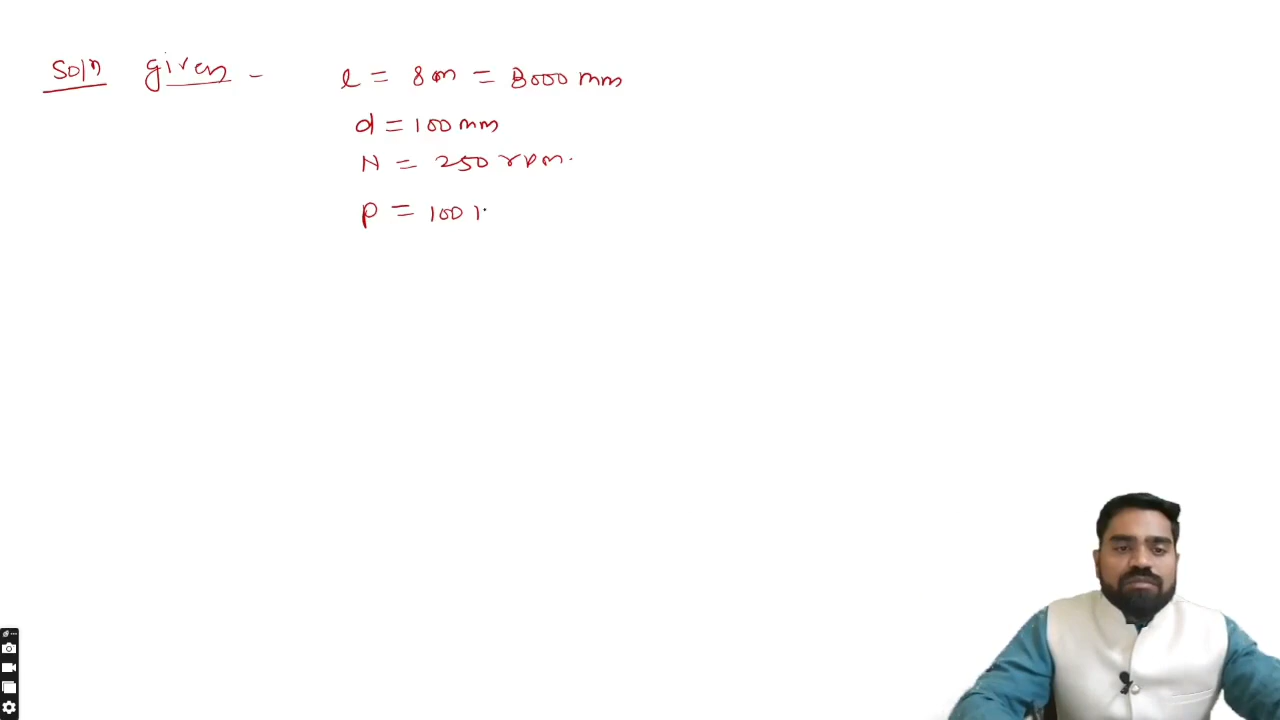 Soln given - l = 8m = 8000 mm
d = 100 mm
N = 250 rpm.
P = 100